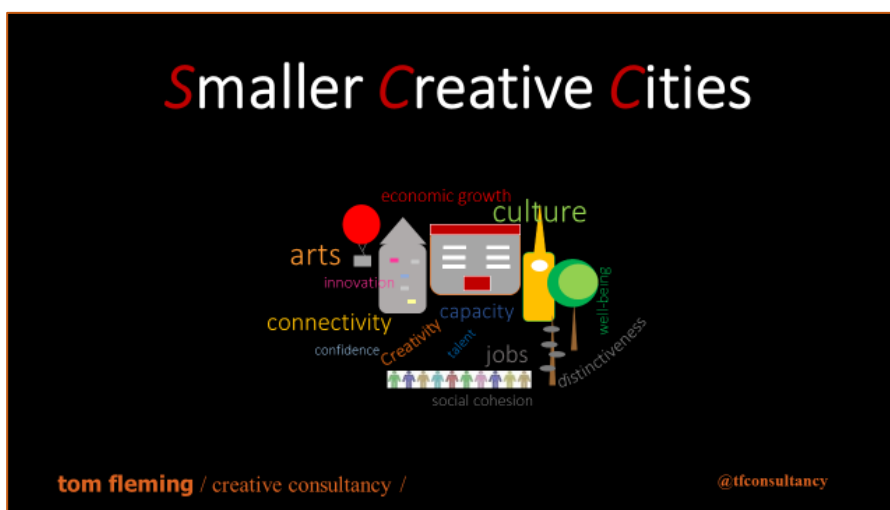 Smaller Creative Cities
economic growth
culture
arts
innovation
connectivity
capacity
well-being
confidence
Creativity
talent
jobs
distinctiveness
social cohesion
tom fleming / creative consultancy /
@tfconsultancy